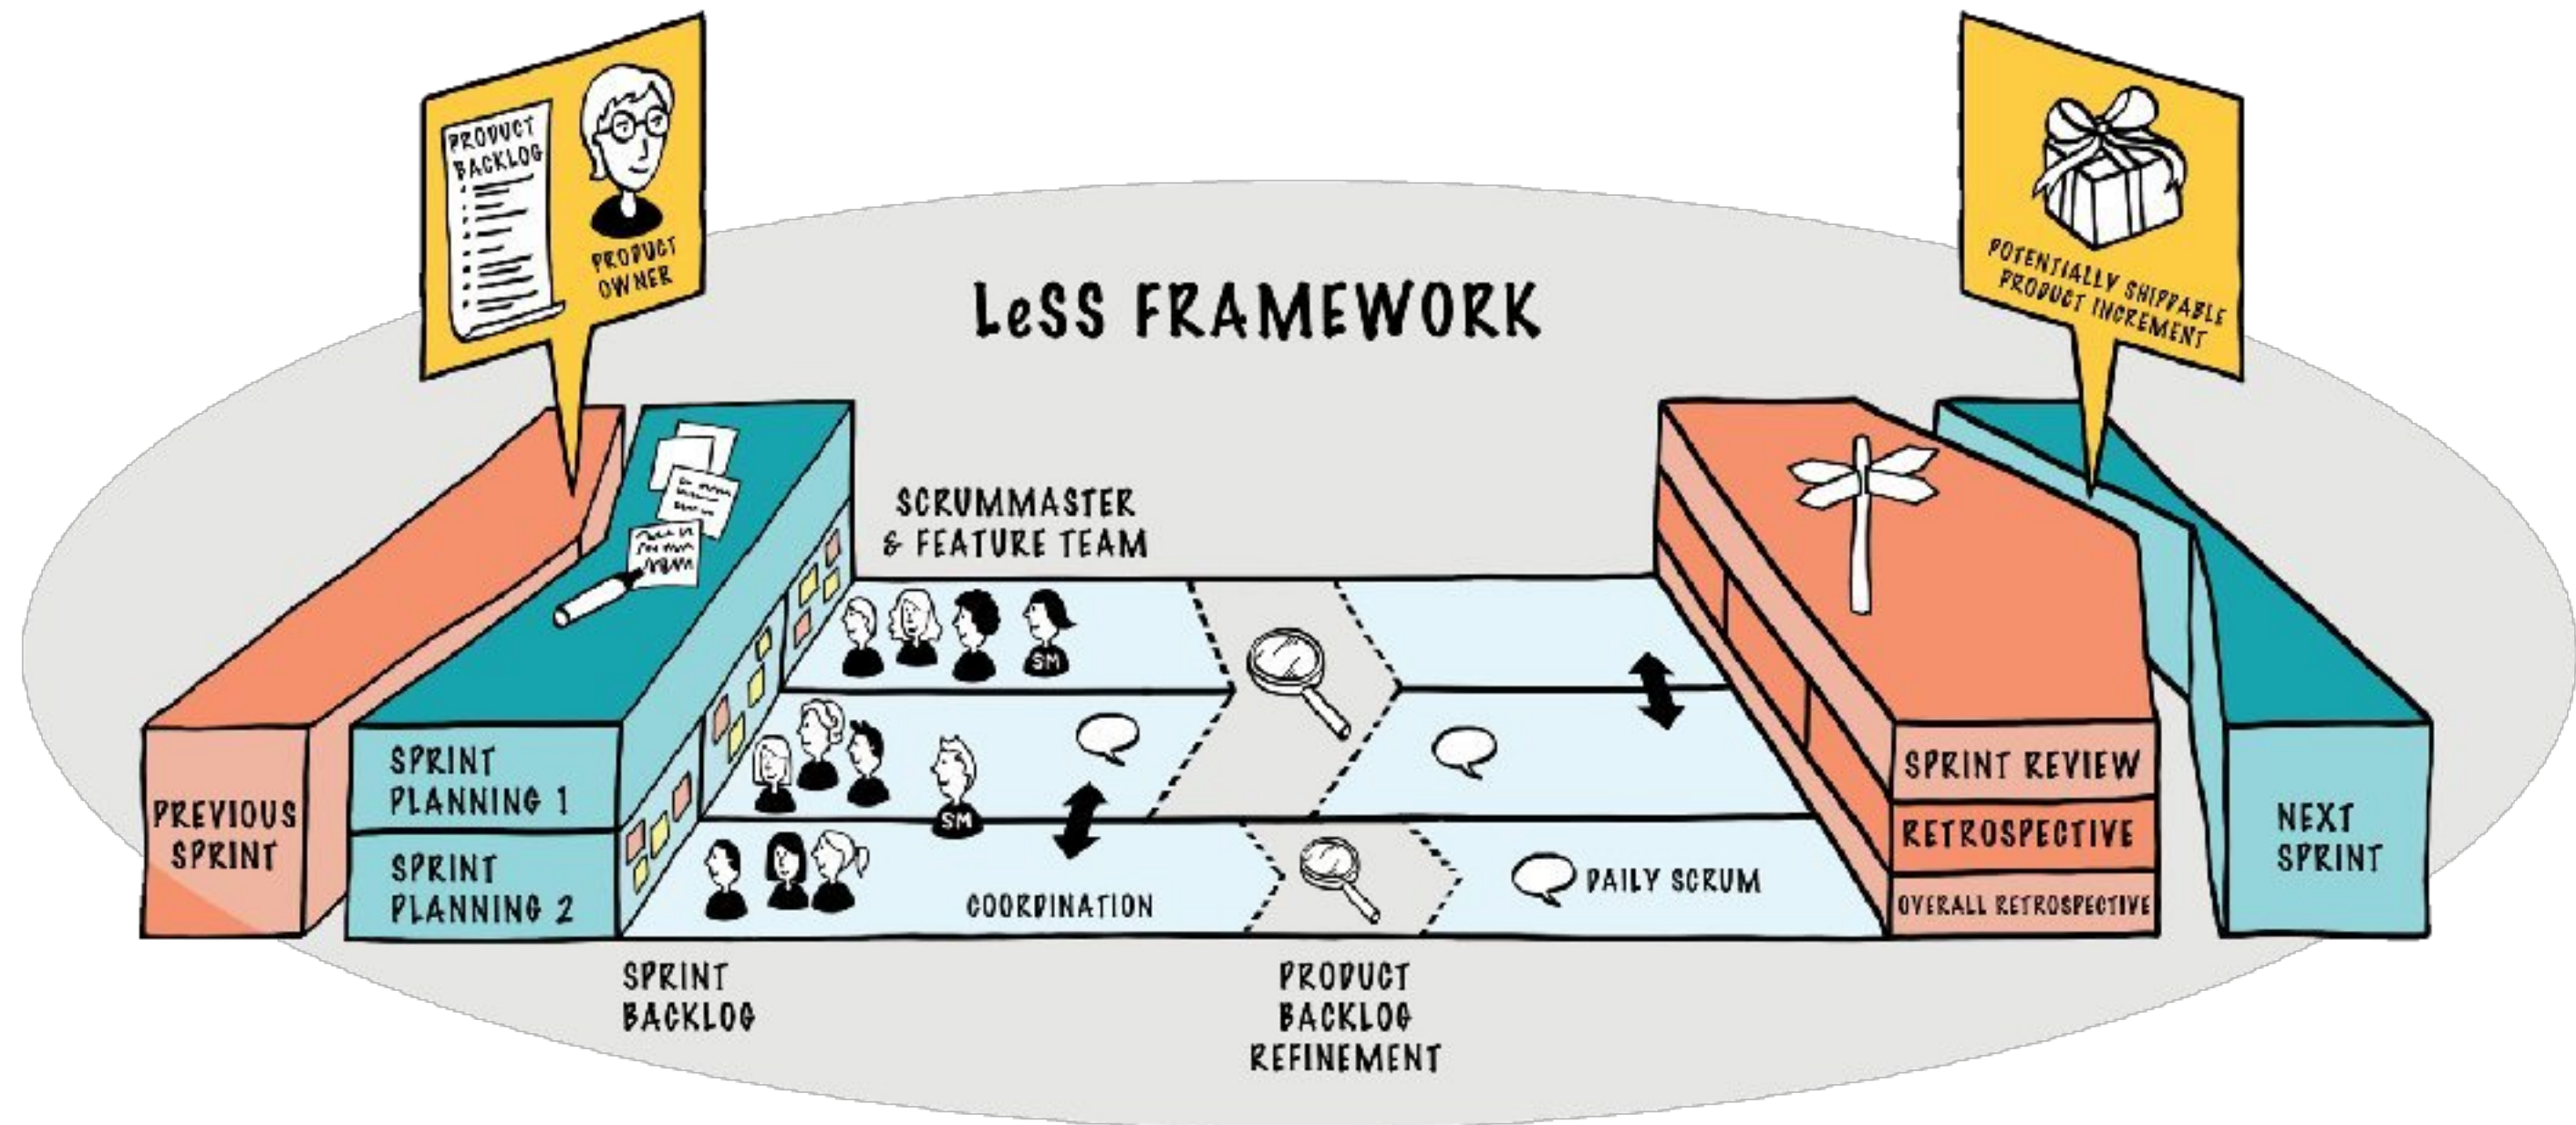 PRODUCT
BACKLOG
PRODUCT
OWNER
POTENTIALLY SHIPPABLE
PRODUCT INCREMENT
LeSS FRAMEWORK
SCRUMMASTER
& FEATURE TEAM
SM
SM
PREVIOUS
SPRINT
SPRINT
PLANNING 1
SPRINT
PLANNING 2
COORDINATION
DAILY SCRUM
SPRINT REVIEW
RETROSPECTIVE
OVERALL RETROSPECTIVE
NEXT
SPRINT
SPRINT
BACKLOG
PRODUCT
BACKLOG
REFINEMENT